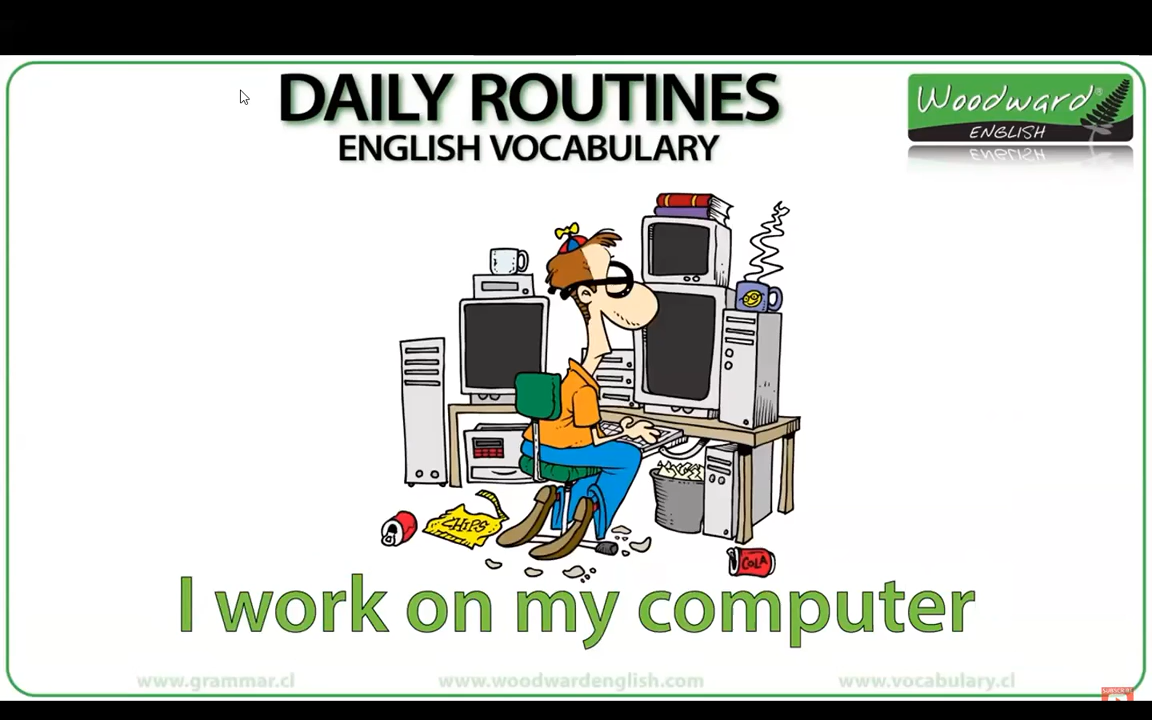 DAILY ROUTINES
ENGLISH VOCABULARY
Woodward®
ENGLISH
CHIPS
COLA
I work on my computer
www.grammar.cl
www.woodwardenglish.com
www.vocabulary.cl
SUBSCRIBE